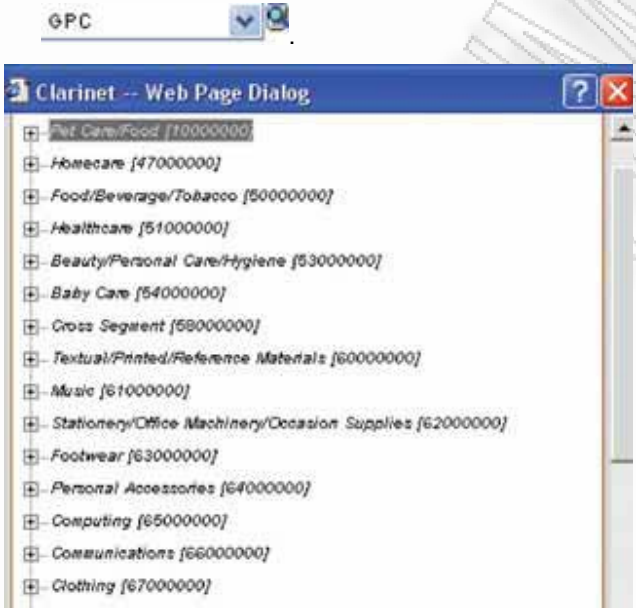 GPC
.
Clarinet -- Web Page Dialog
Pet Care/Food [10000000]
Homecare [47000000]
Food/Beverage/Tobacco [50000000]
Healthcare [51000000]
Beauty/Personal Care/Hygiene [53000000]
Baby Care [54000000]
Cross Segment [58000000]
Textual/Printed/Reference Materials [60000000]
Music [61000000]
Stationery/Office Machinery/Occasion Supplies [62000000]
Footwear [63000000]
Personal Accessories [64000000]
Computing [65000000]
Communications [66000000]
Clothing [67000000]